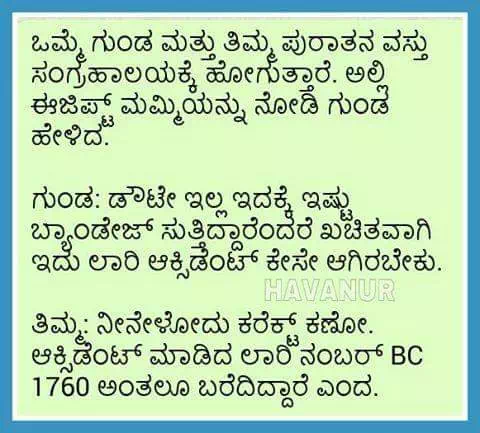 ಒಮ್ಮೆ ಗುಂಡ ಮತ್ತು ತಿಮ್ಮ ಪುರಾತನ ವಸ್ತು
ಸಂಗ್ರಹಾಲಯಕ್ಕೆ ಹೋಗುತ್ತಾರೆ. ಅಲ್ಲಿ
ಈಜಿಪ್ಟ್ ಮಮ್ಮಿಯನ್ನು ನೋಡಿ ಗುಂಡ
ಹೇಳಿದ.
ಗುಂಡ: ಡೌಟೇ ಇಲ್ಲ ಇದಕ್ಕೆ ಇಷ್ಟು
ಬ್ಯಾಂಡೇಜ್ ಸುತ್ತಿದ್ದಾರೆಂದರೆ ಖಚಿತವಾಗಿ
ಇದು ಲಾರಿ ಆಕ್ಸಿಡೆಂಟ್ ಕೇಸೇ ಆಗಿರಬೇಕು.
HAVANUR
ತಿಮ್ಮ: ನೀನೇಳೋದು ಕರೆಕ್ಟ್ ಕಣೋ.
ಆಕ್ಸಿಡೆಂಟ್ ಮಾಡಿದ ಲಾರಿ ನಂಬರ್ BC
1760 ಅಂತಲೂ ಬರೆದಿದ್ದಾರೆ ಎಂದ.